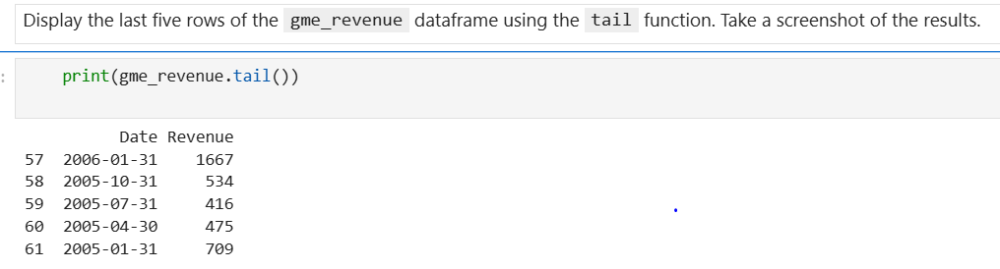 Display the last five rows of the gme_revenue dataframe using the tail function. Take a screenshot of the results.
:
print(gme_revenue.tail())
Date Revenue
57 2006-01-31 1667
58 2005-10-31 534
59 2005-07-31 416
60 2005-04-30 475
61 2005-01-31 709